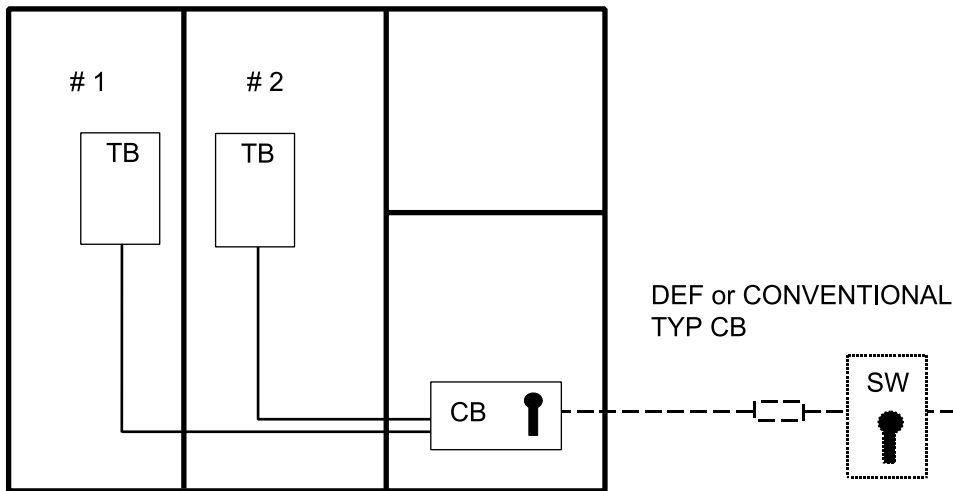 # 1
# 2
TB
TB
DEF or CONVENTIONAL
TYP CB
SW
CB